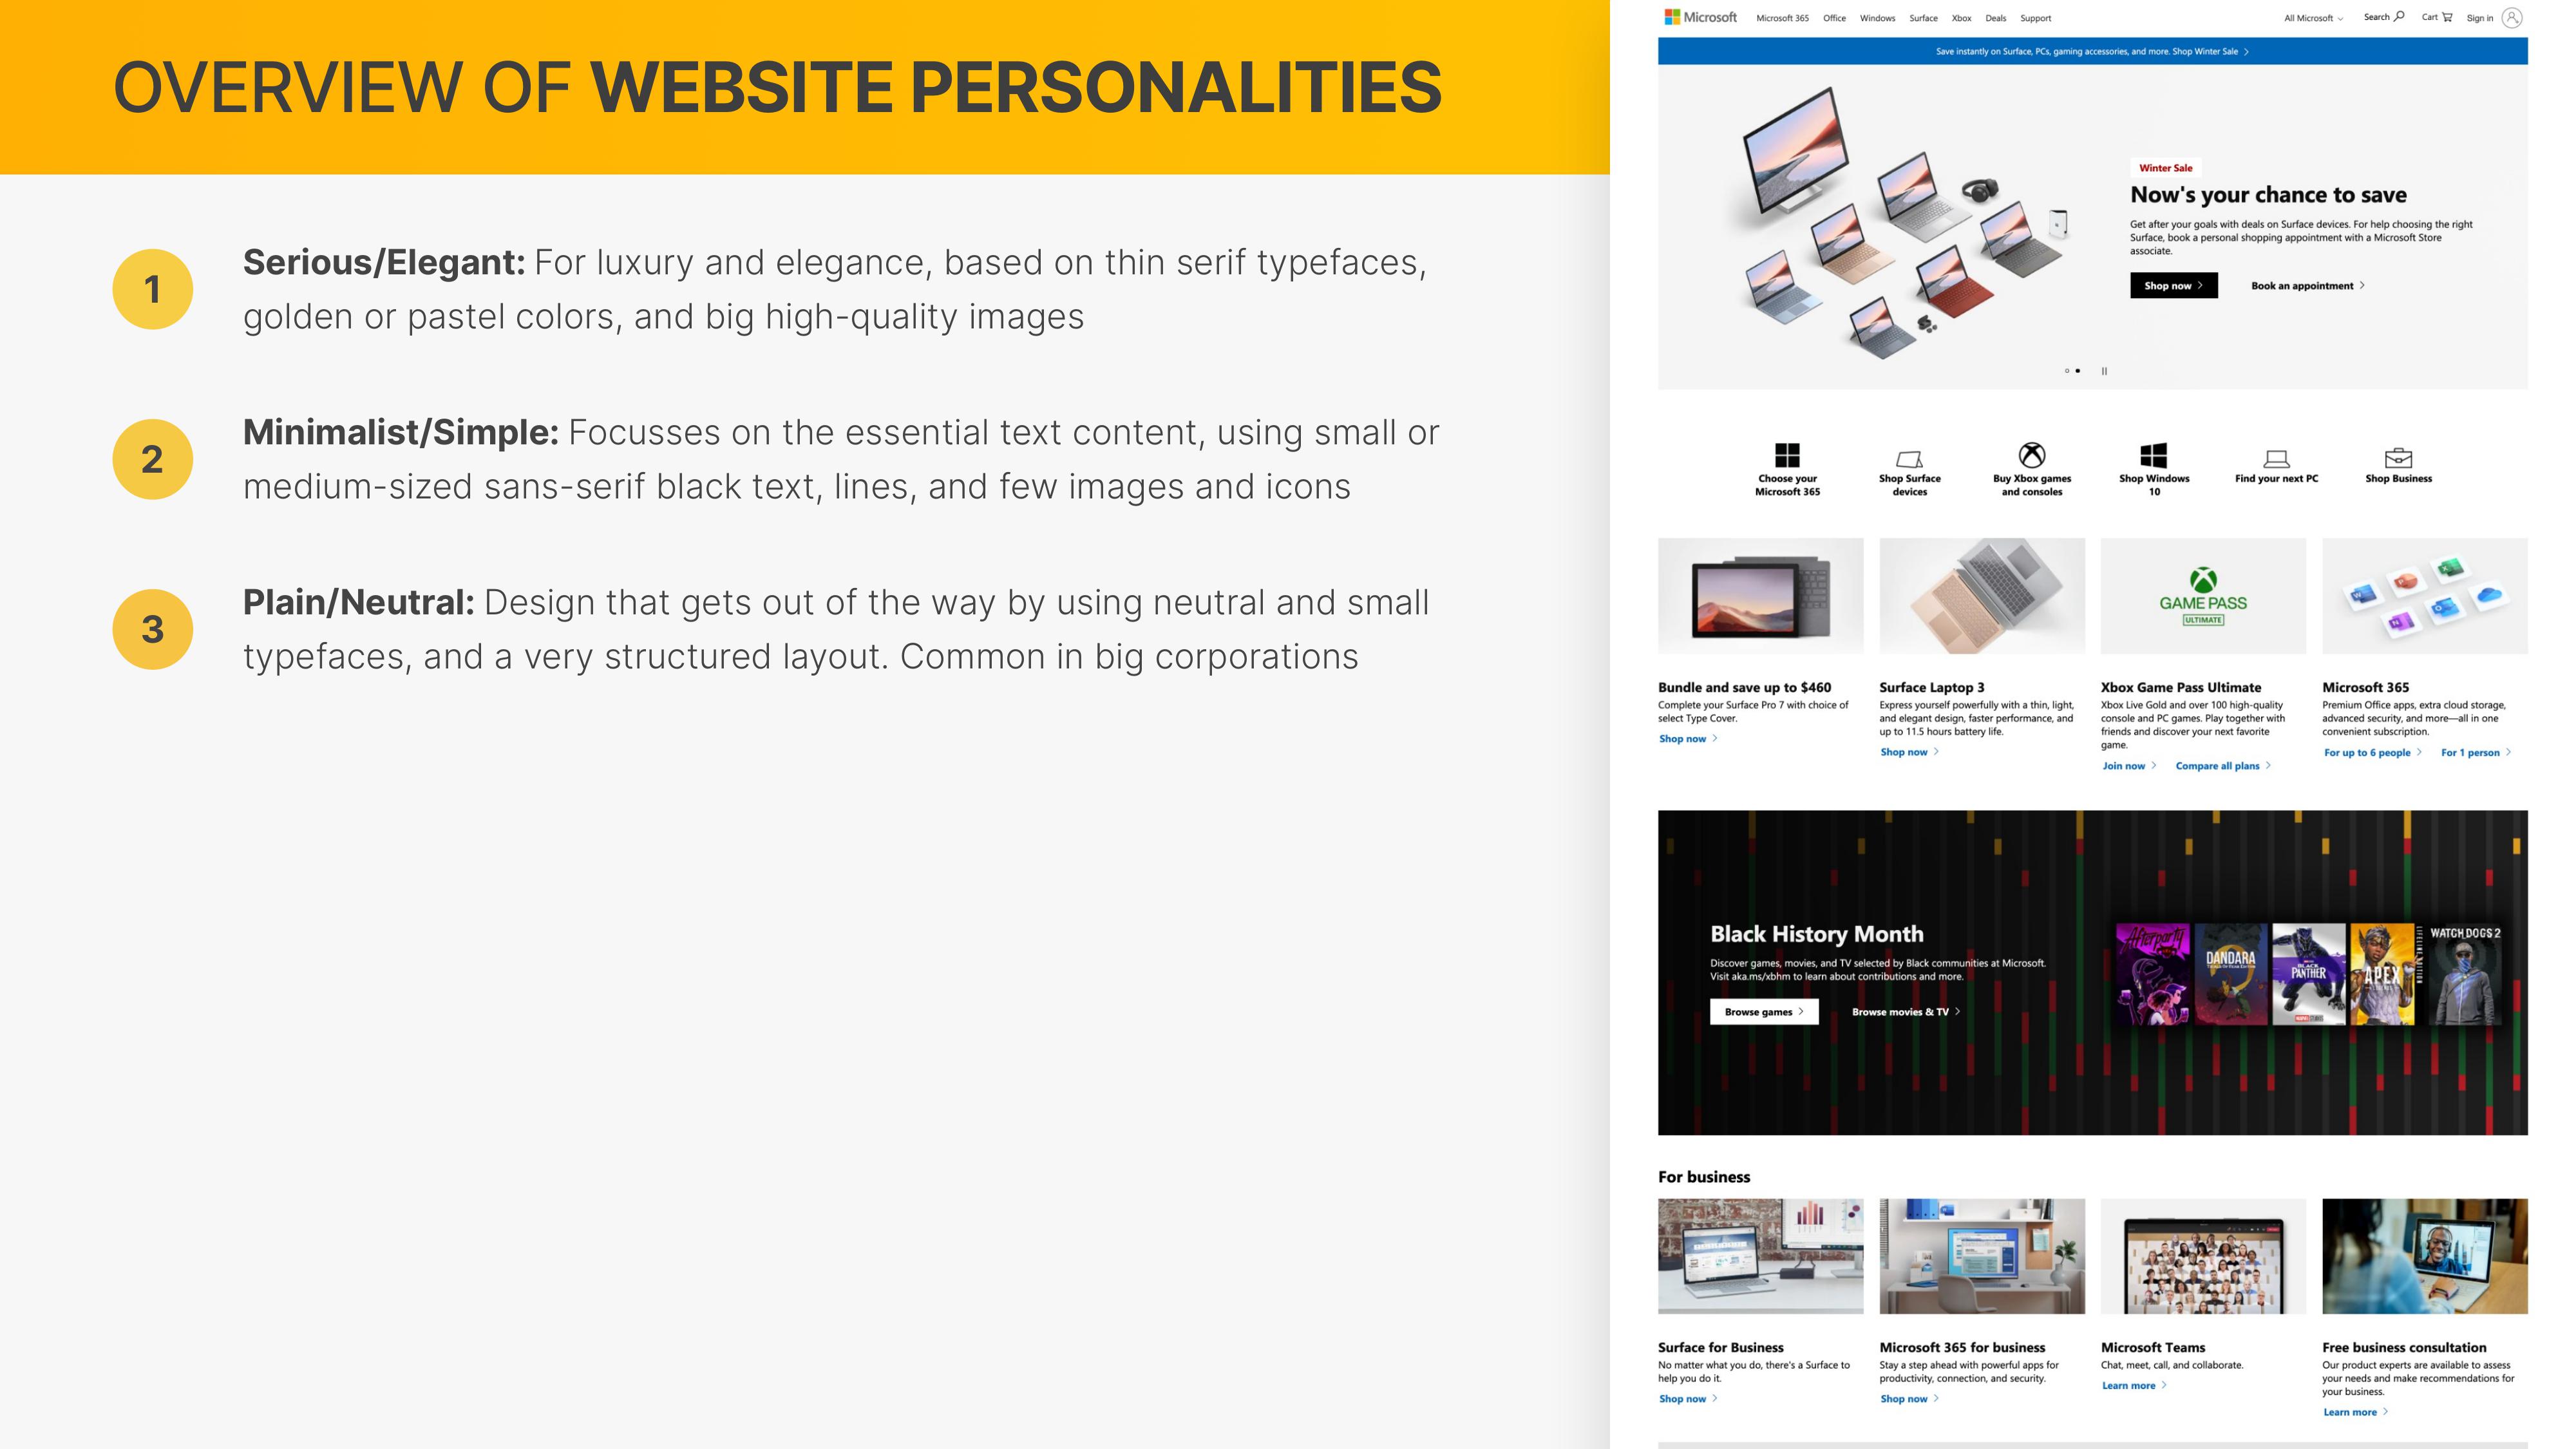 OVERVIEW OF WEBSITE PERSONALITIES
1
Serious/Elegant: For luxury and elegance, based on thin serif typefaces,
golden or pastel colors, and big high-quality images
2
Minimalist/Simple: Focusses on the essential text content, using small or
medium-sized sans-serif black text, lines, and few images and icons
3
Plain/Neutral: Design that gets out of the way by using neutral and small
typefaces, and a very structured layout. Common in big corporations
Microsoft Microsoft 365 Office Windows Surface Xbox Deals Support All Microsoft Search Cart Sign in
Save instantly on Surface, PCs, gaming accessories, and more. Shop Winter Sale
Winter Sale
Now's your chance to save
Get after your goals with deals on Surface devices. For help choosing the right
Surface, book a personal shopping appointment with a Microsoft Store
associate.
Shop now Book an appointment
Choose your
Microsoft 365
Shop Surface
devices
Buy Xbox games
and consoles
Shop Windows
10
Find your next PC
Shop Business
GAME PASS
ULTIMATE
Bundle and save up to $460
Complete your Surface Pro 7 with choice of
select Type Cover.
Shop now
Surface Laptop 3
Express yourself powerfully with a thin, light,
and elegant design, faster performance, and
up to 11.5 hours battery life.
Shop now
Xbox Game Pass Ultimate
Xbox Live Gold and over 100 high-quality
console and PC games. Play together with
friends and discover your next favorite
game.
Join now Compare all plans
Microsoft 365
Premium Office apps, extra cloud storage,
advanced security, and more—all in one
convenient subscription.
For up to 6 people For 1 person
Black History Month
Discover games, movies, and TV selected by Black communities at Microsoft.
Visit aka.ms/xbhm to learn about contributions and more.
Browse games Browse movies & TV
Afterparty
DANDARA
BLACK
PANTHER
APEX
WATCH DOGS 2
For business
Surface for Business
No matter what you do, there's a Surface to
help you do it.
Shop now
Microsoft 365 for business
Stay a step ahead with powerful apps for
productivity, connection, and security.
Shop now
Microsoft Teams
Chat, meet, call, and collaborate.
Learn more
Free business consultation
Our product experts are available to assess
your needs and make recommendations for
your business.
Learn more